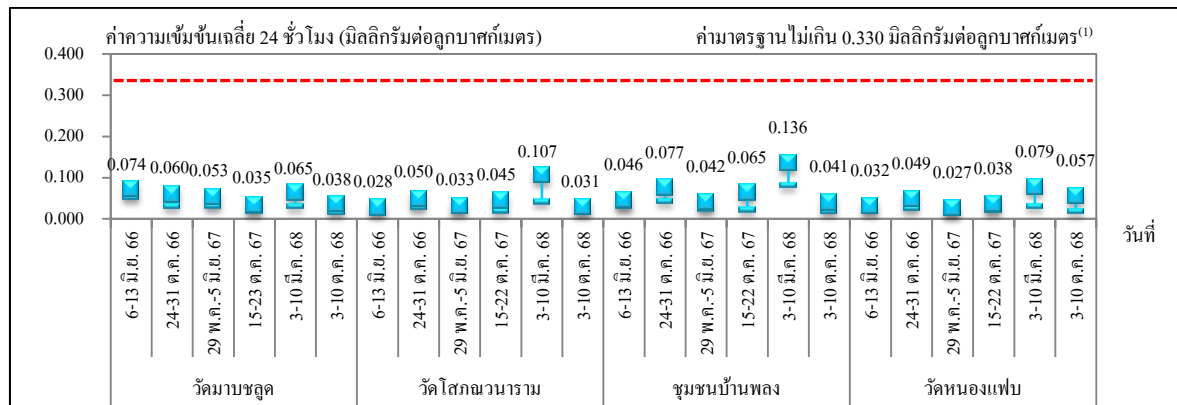 ค่าความเข้มข้นเฉลี่ย 24 ชั่วโมง (มิลลิกรัมต่อลูกบาศก์เมตร) ค่ามาตรฐานไม่เกิน 0.330 มิลลิกรัมต่อลูกบาศก์เมตร(1)
0.400
0.300
0.200
0.100
0.000
0.074 0.060 0.053 0.035 0.065 0.038 0.028 0.050 0.033 0.045 0.107 0.031 0.046 0.077 0.042 0.065 0.136 0.041 0.032 0.049 0.027 0.038 0.079 0.057
วันที่
6-13 มิ.ย. 66
24-31 ต.ค. 66
29 พ.ค.-5 มิ.ย. 67
15-23 ต.ค. 67
3-10 มี.ค. 68
3-10 ต.ค. 68
6-13 มิ.ย. 66
24-31 ต.ค. 66
29 พ.ค.-5 มิ.ย. 67
15-22 ต.ค. 67
3-10 มี.ค. 68
3-10 ต.ค. 68
6-13 มิ.ย. 66
24-31 ต.ค. 66
29 พ.ค.-5 มิ.ย. 67
15-22 ต.ค. 67
3-10 มี.ค. 68
3-10 ต.ค. 68
6-13 มิ.ย. 66
24-31 ต.ค. 66
29 พ.ค.-5 มิ.ย. 67
15-22 ต.ค. 67
3-10 มี.ค. 68
3-10 ต.ค. 68
วัดมาบชลูด วัดโสภณวนาราม ชุมชนบ้านพลง วัดหนองแฟบ